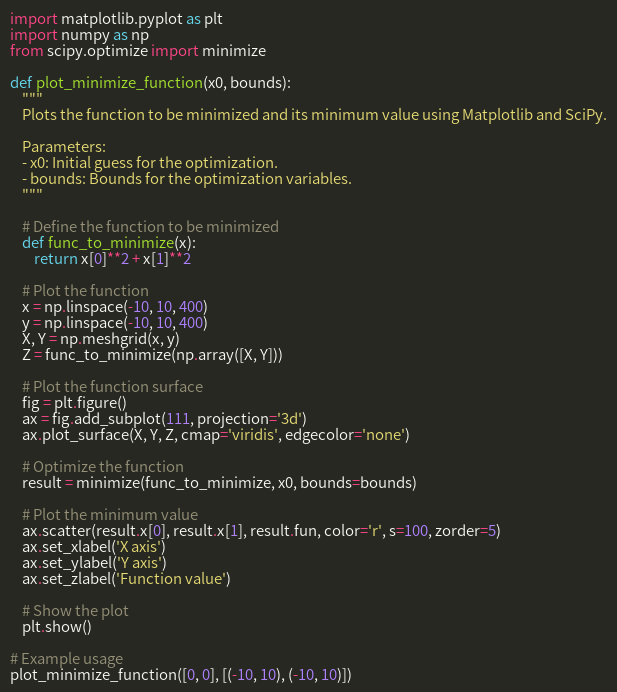 import matplotlib.pyplot as plt
import numpy as np
from scipy.optimize import minimize

def plot_minimize_function(x0, bounds):
    """
    Plots the function to be minimized and its minimum value using Matplotlib and SciPy.

    Parameters:
    - x0: Initial guess for the optimization.
    - bounds: Bounds for the optimization variables.
    """

    # Define the function to be minimized
    def func_to_minimize(x):
        return x[0]**2 + x[1]**2

    # Plot the function
    x = np.linspace(-10, 10, 400)
    y = np.linspace(-10, 10, 400)
    X, Y = np.meshgrid(x, y)
    Z = func_to_minimize(np.array([X, Y]))

    # Plot the function surface
    fig = plt.figure()
    ax = fig.add_subplot(111, projection='3d')
    ax.plot_surface(X, Y, Z, cmap='viridis', edgecolor='none')

    # Optimize the function
    result = minimize(func_to_minimize, x0, bounds=bounds)

    # Plot the minimum value
    ax.scatter(result.x[0], result.x[1], result.fun, color='r', s=100, zorder=5)
    ax.set_xlabel('X axis')
    ax.set_ylabel('Y axis')
    ax.set_zlabel('Function value')

    # Show the plot
    plt.show()

# Example usage
plot_minimize_function([0, 0], [(-10, 10), (-10, 10)])